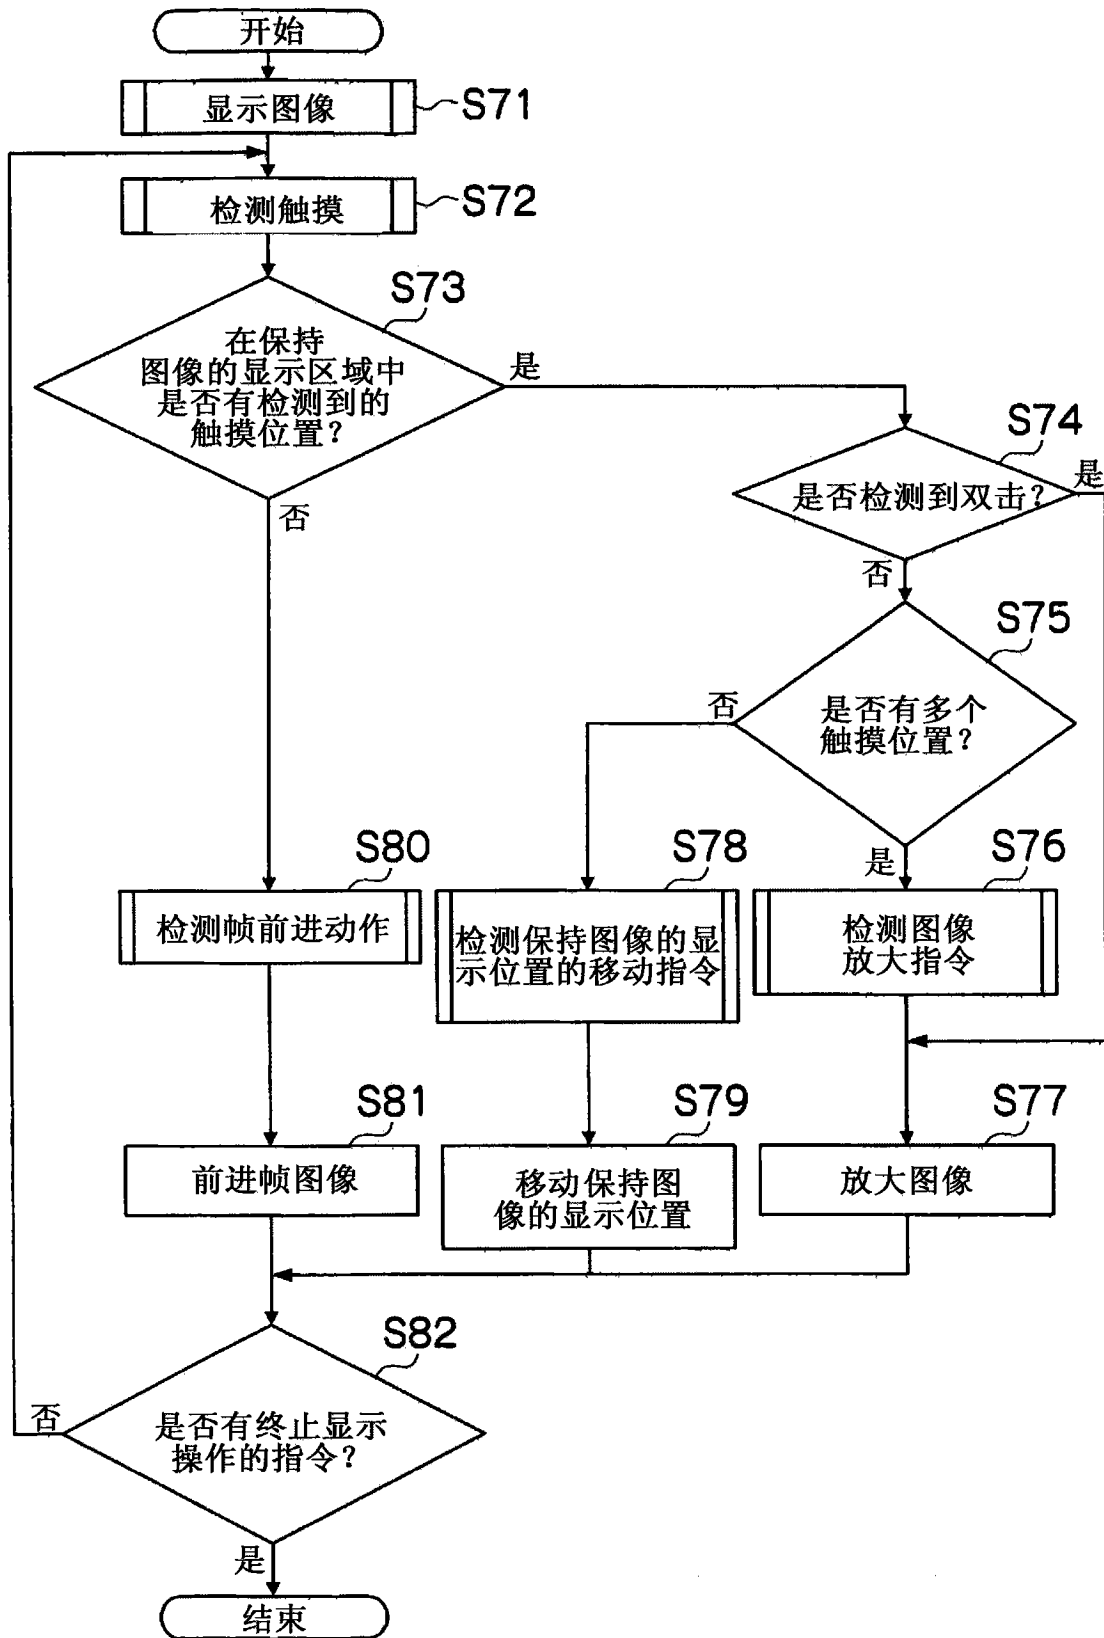 开始
显示图像
S71
检测触摸
S72
S73
在保持
图像的显示区域中
是否有检测到的
触摸位置?
是
否
S74
是否检测到双击?
是
否
S75
是否有多个
触摸位置?
否
是
S80
检测帧前进动作
S78
检测保持图像的显
示位置的移动指令
S76
检测图像
放大指令
S81
前进帧图像
S79
移动保持图
像的显示位置
S77
放大图像
S82
是否有终止显示
操作的指令?
否
是
结束